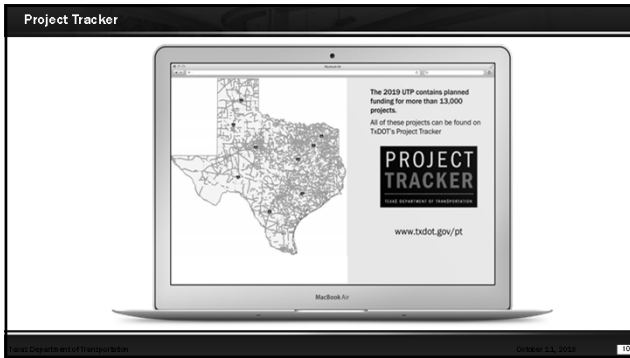 Project Tracker
MacBook Air
The 2019 UTP contains planned
funding for more than 13,000
projects.
All of these projects can be found on
TxDOT's Project Tracker
PROJECT
TRACKER
TEXAS DEPARTMENT OF TRANSPORTATION
www.txdot.gov/pt
MacBook Air
Texas Department of Transportation
October 11, 2018
10